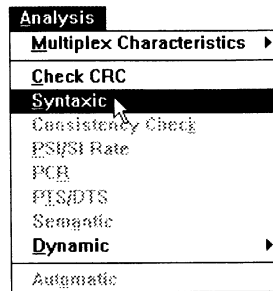 Analysis
Multiplex Characteristics
Check CRC
Syntaxic
Consistency Check
PSI/SI Rate
PCR
PTS/DTS
Semantic
Dynamic
Automatic